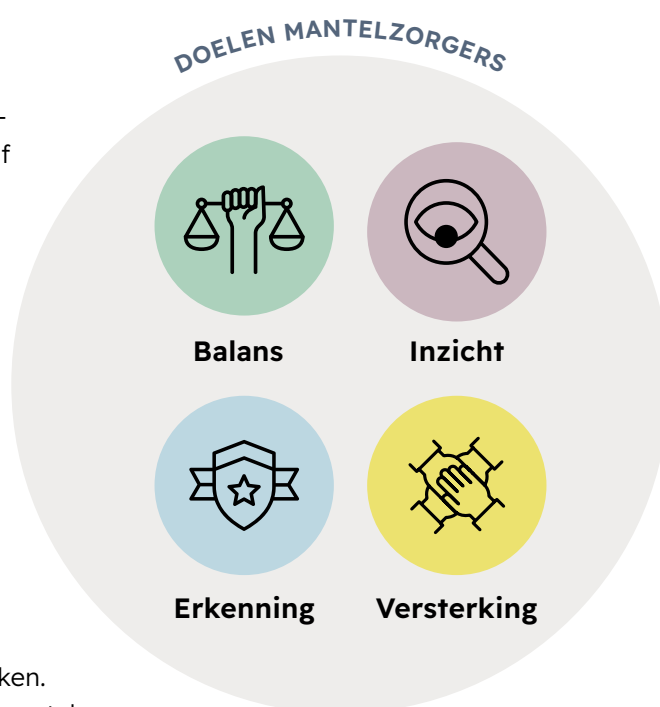 DOELEN MANTELZORGERS
f
Balans
Inzicht
Erkenning
Versterking
ken.